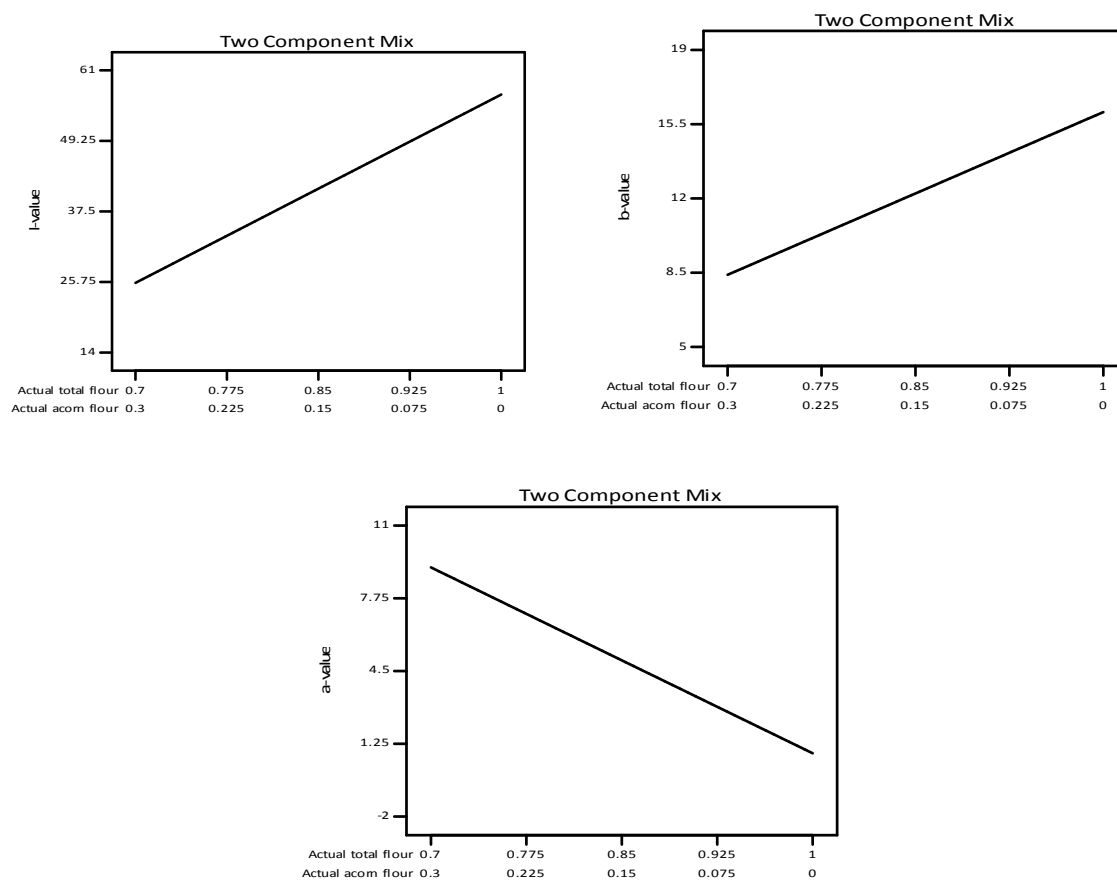 Two Component Mix
61
49.25
37.5
25.75
14
l-value
Actual total flour 0.7 0.775 0.85 0.925 1
Actual acorn flour 0.3 0.225 0.15 0.075 0
Two Component Mix
19
15.5
12
8.5
5
b-value
Actual total flour 0.7 0.775 0.85 0.925 1
Actual acorn flour 0.3 0.225 0.15 0.075 0
Two Component Mix
11
7.75
4.5
1.25
-2
a-value
Actual total flour 0.7 0.775 0.85 0.925 1
Actual acorn flour 0.3 0.225 0.15 0.075 0